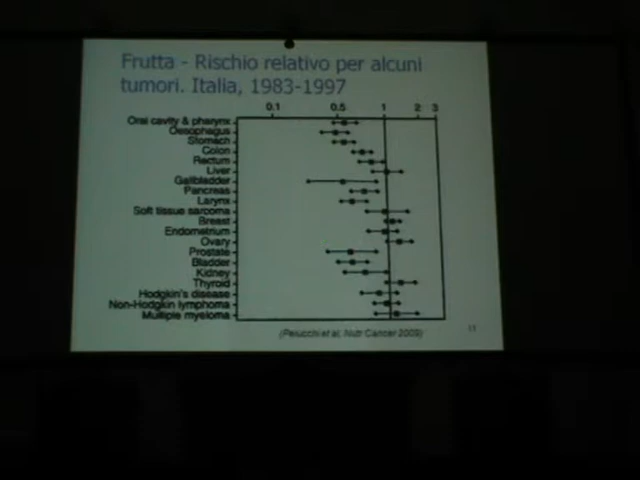 Frutta - Rischio relativo per alcuni
tumori. Italia, 1983-1997
0.1 0.5 1 2 3
Oral cavity & pharynx
Oesophagus
Stomach
Colon
Rectum
Liver
Gallbladder
Pancreas
Larynx
Soft tissue sarcoma
Breast
Endometrium
Ovary
Prostate
Bladder
Kidney
Thyroid
Hodgkin's disease
Non-Hodgkin lymphoma
Multiple myeloma
(Pelucchi et al, Nutr Cancer 2009)
11